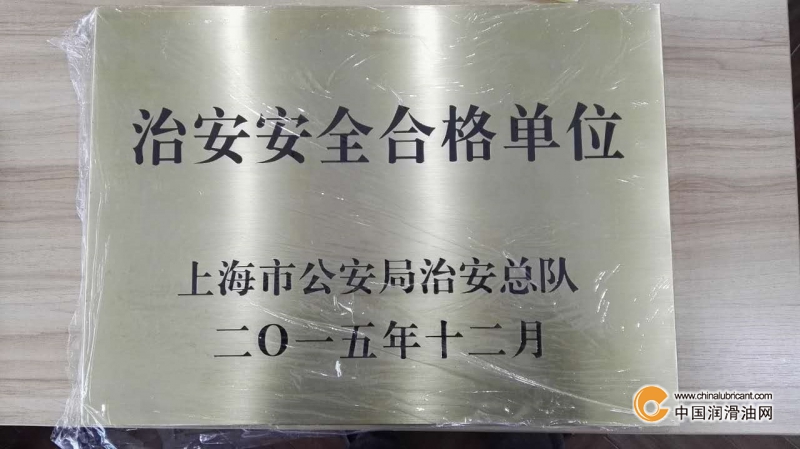 治安安全合格单位
上海市公安局治安总队
二〇一五年十二月
www.chinalubricant.com
中国润滑油网